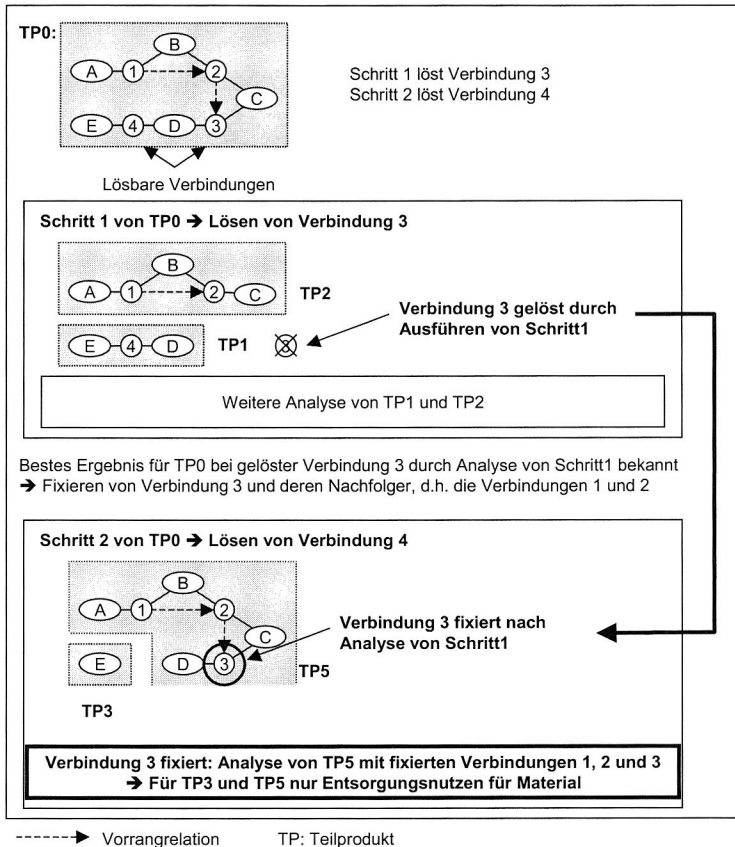 TP0:
B
A 1 2
C
E 4 D 3
Schritt 1 löst Verbindung 3
Schritt 2 löst Verbindung 4
Lösbare Verbindungen
Schritt 1 von TP0 ➔ Lösen von Verbindung 3
B
A 1 2 C
TP2
E 4 D
TP1
3
Verbindung 3 gelöst durch
Ausführen von Schritt1
Weitere Analyse von TP1 und TP2
Bestes Ergebnis für TP0 bei gelöster Verbindung 3 durch Analyse von Schritt1 bekannt
➔ Fixieren von Verbindung 3 und deren Nachfolger, d.h. die Verbindungen 1 und 2
Schritt 2 von TP0 ➔ Lösen von Verbindung 4
B
A 1 2
C
E
D 3
TP5
TP3
Verbindung 3 fixiert nach
Analyse von Schritt1
Verbindung 3 fixiert: Analyse von TP5 mit fixierten Verbindungen 1, 2 und 3
➔ Für TP3 und TP5 nur Entsorgungsnutzen für Material
Vorrangrelation
TP: Teilprodukt